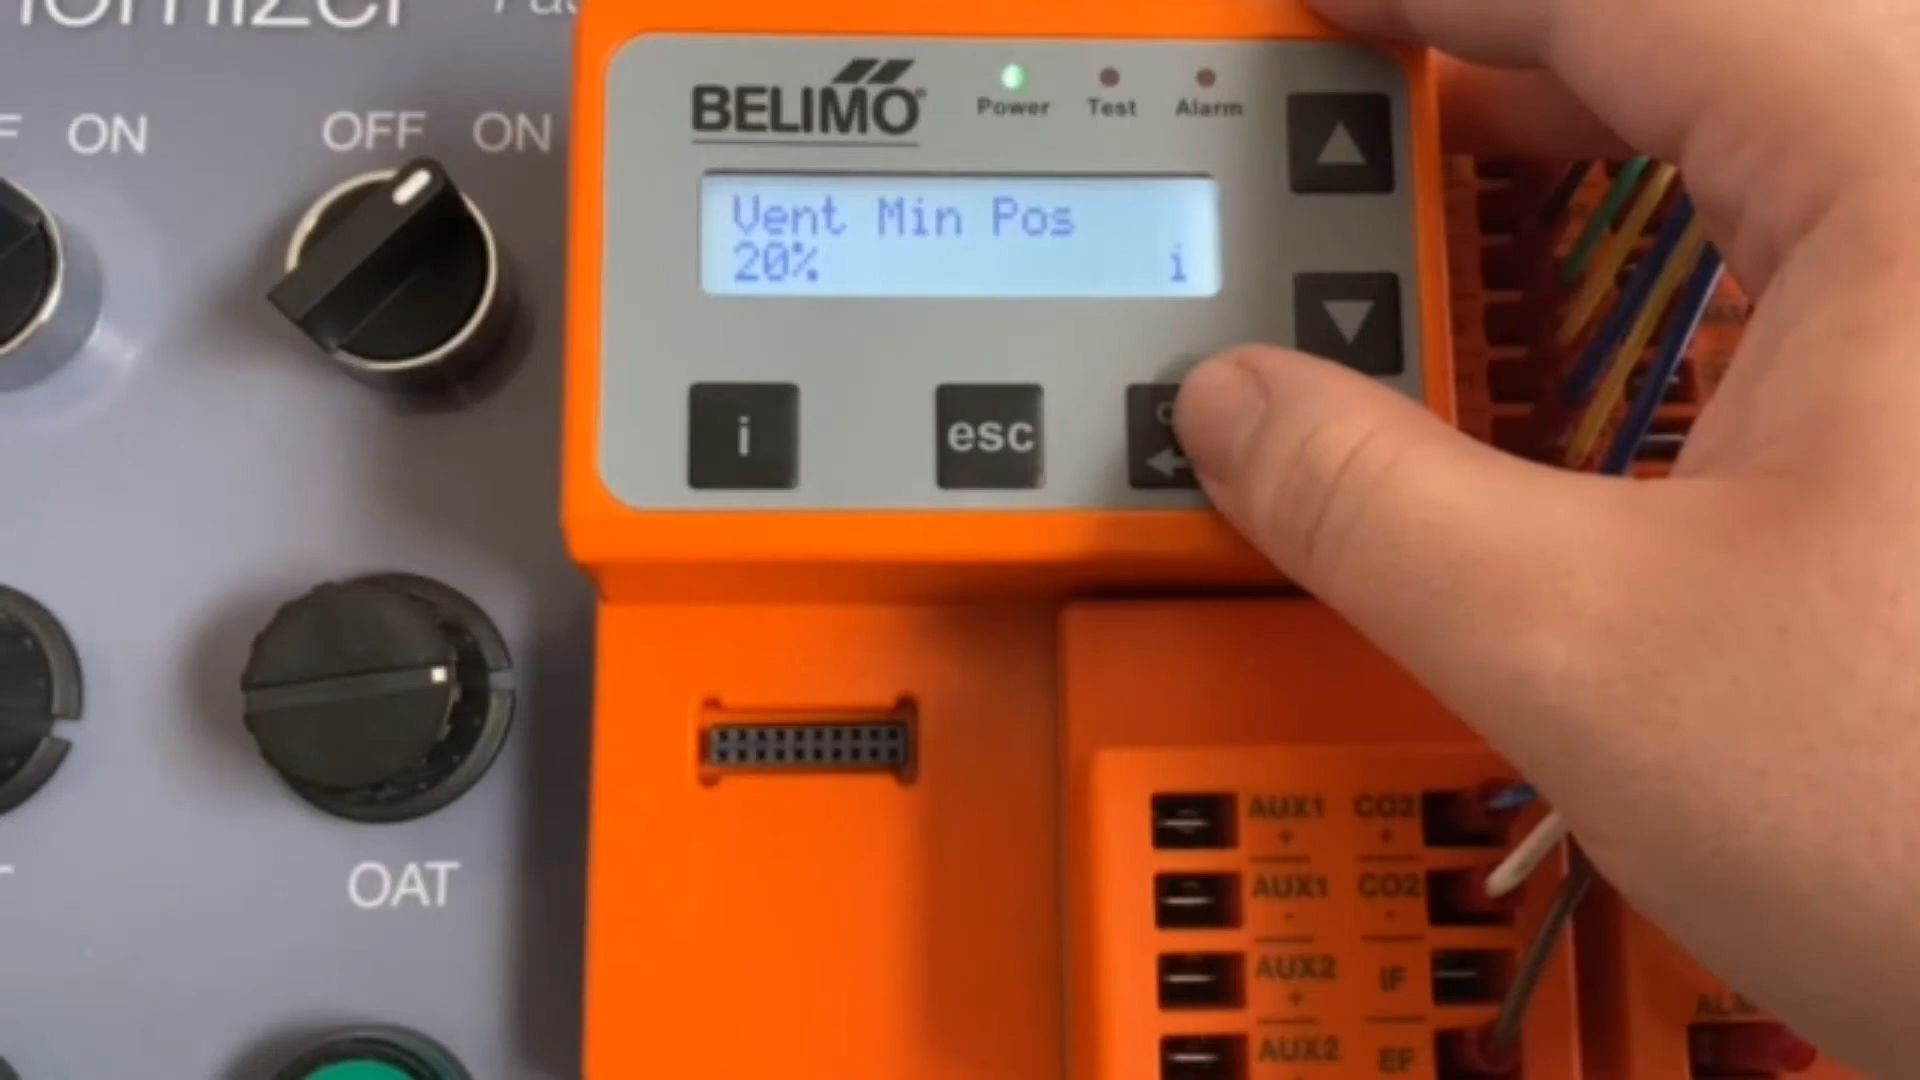 ON
OFF ON
BELIMO
Power Test Alarm
Vent Min Pos
20% i
i
esc
OAT
AUX1 CO2
+ +
AUX1 CO2
- -
AUX2 IF
+
AUX2 EF